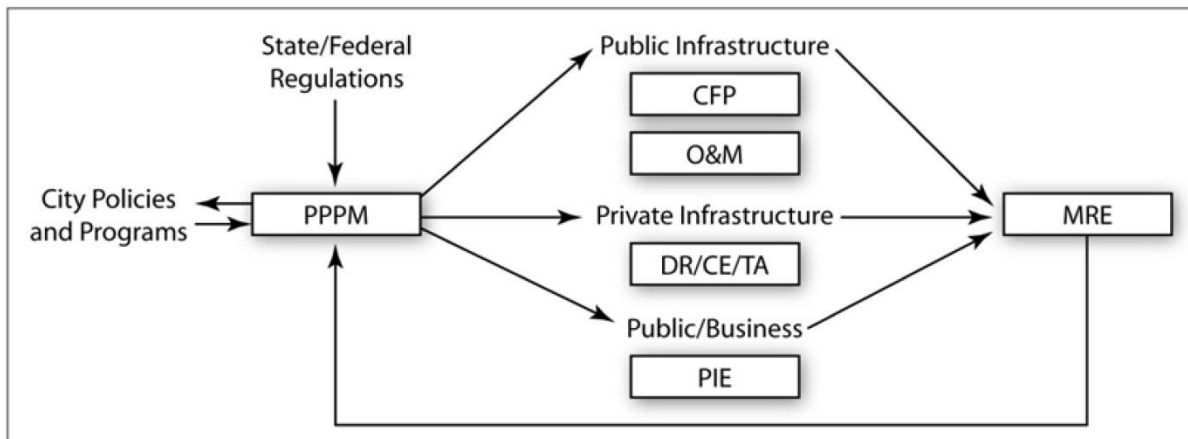 State/Federal
Regulations
Public Infrastructure
CFP
O&M
City Policies
and Programs
PPPM
Private Infrastructure
MRE
DR/CE/TA
Public/Business
PIE